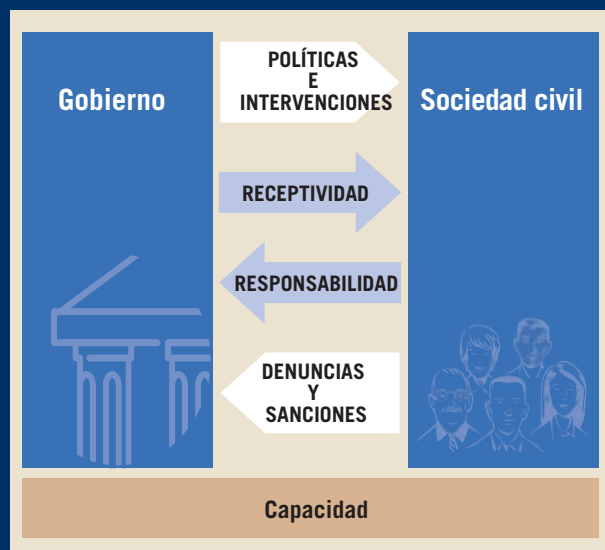 Gobierno
POLÍTICAS
E
INTERVENCIONES
Sociedad civil
RECEPTIVIDAD
RESPONSABILIDAD
DENUNCIAS
Y
SANCIONES
Capacidad